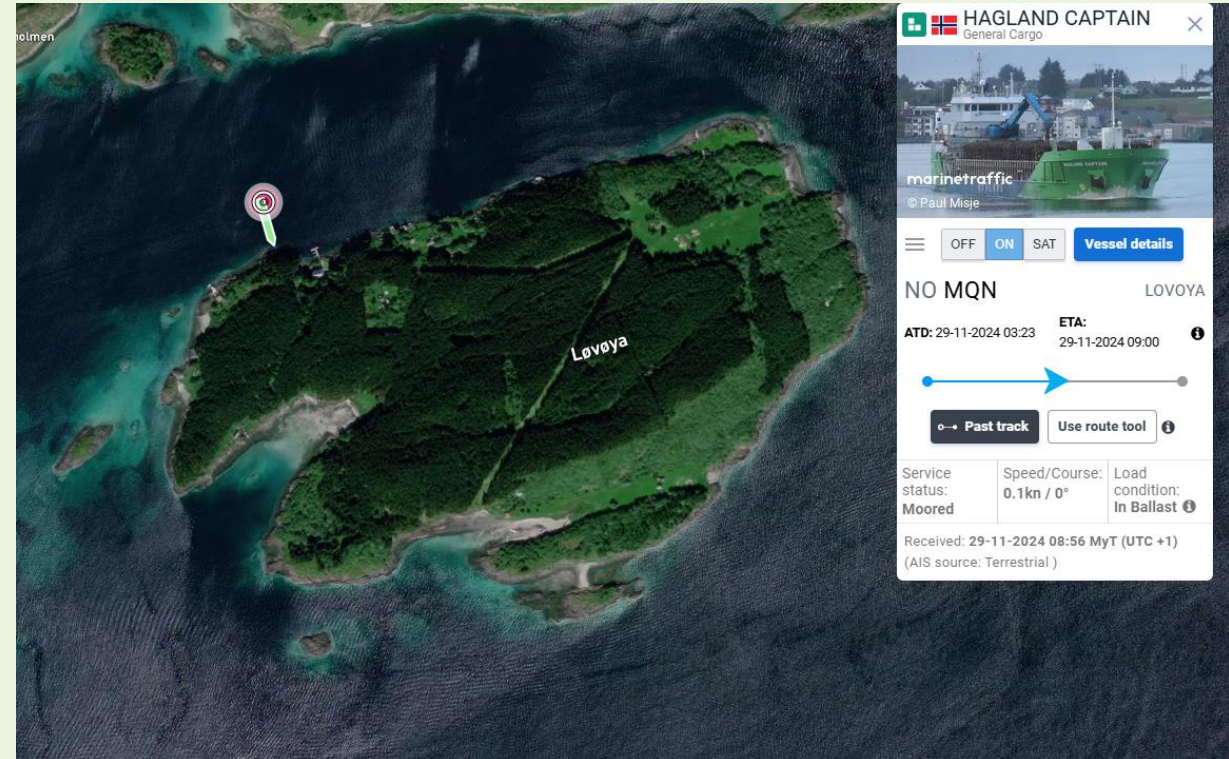 olmen
Løvøya
HAGLAND CAPTAIN
General Cargo
marinetraffic
© Paul Misje
OFF ON SAT Vessel details
NO MQN LOVOYA
ATD: 29-11-2024 03:23
ETA:
29-11-2024 09:00
Past track Use route tool
Service status: Moored
Speed/Course: 0.1kn / 0°
Load condition: In Ballast
Received: 29-11-2024 08:56 MyT (UTC +1)
(AIS source: Terrestrial )